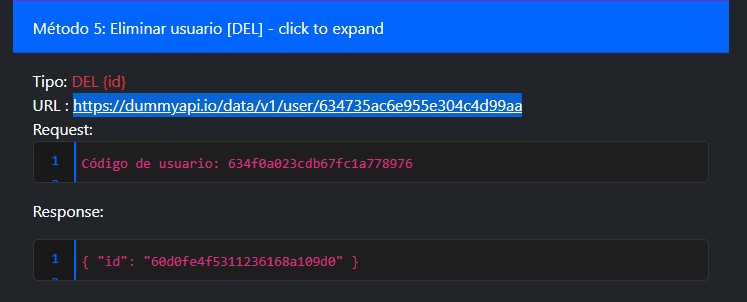 Método 5: Eliminar usuario [DEL] - click to expand
Tipo: DEL {id}
URL : https://dummyapi.io/data/v1/user/634735ac6e955e304c4d99aa
Request:
1 Código de usuario: 634f0a023cdb67fc1a778976
Response:
1 { "id": "60d0fe4f5311236168a109d0" }